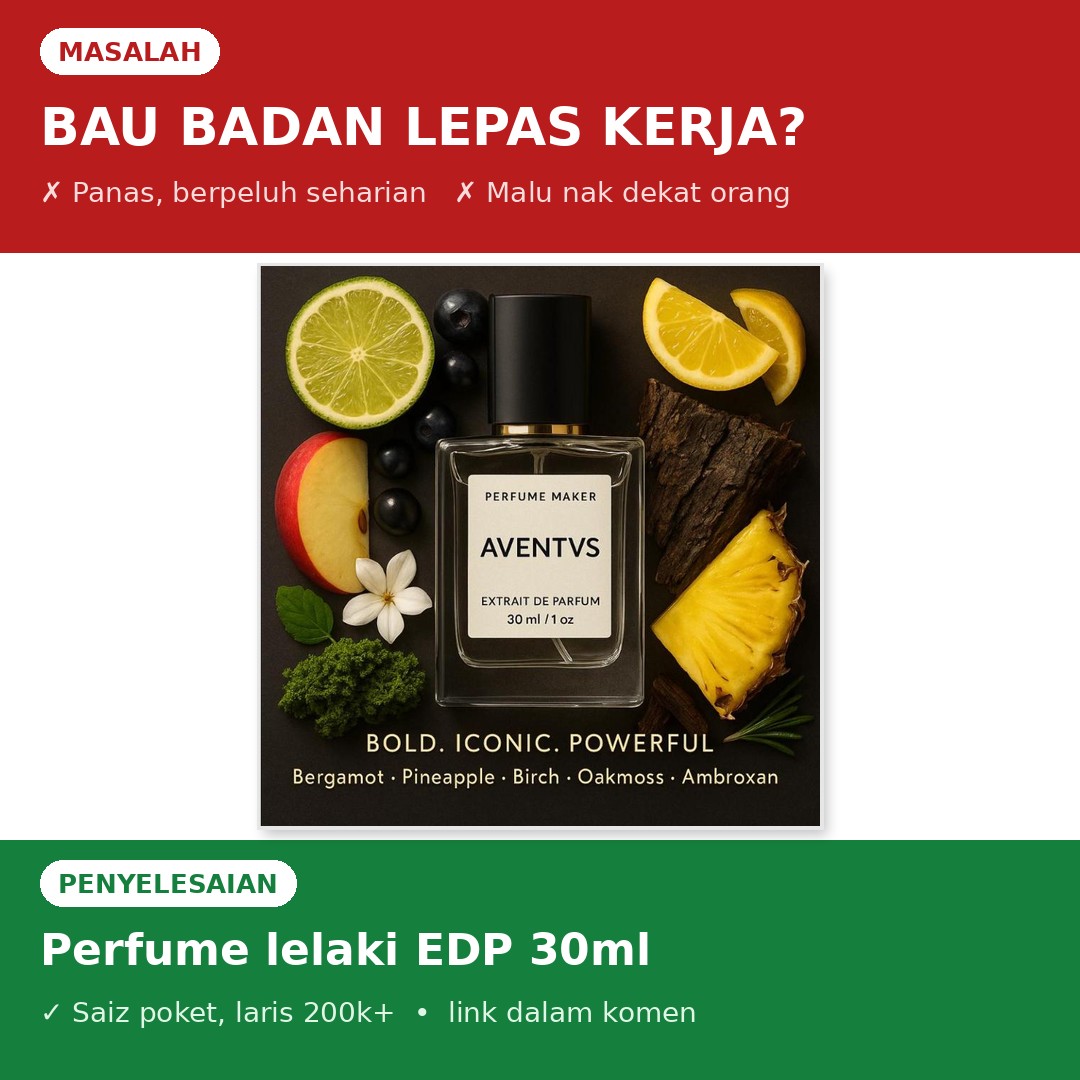 MASALAH
BAU BADAN LEPAS KERJA?
✗ Panas, berpeluh seharian ✗ Malu nak dekat orang
PERFUME MAKER
AVENTVS
EXTRAIT DE PARFUM
30 ml / 1 oz
BOLD. ICONIC. POWERFUL
Bergamot · Pineapple · Birch · Oakmoss · Ambroxan
PENYELESAIAN
Perfume lelaki EDP 30ml
✓ Saiz poket, laris 200k+ • link dalam komen